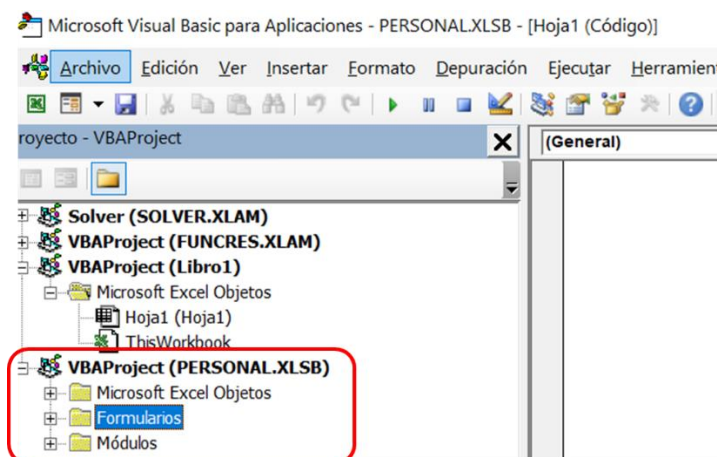 Microsoft Visual Basic para Aplicaciones - PERSONAL.XLSB - [Hoja1 (Código)]
Archivo Edición Ver Insertar Formato Depuración Ejecutar Herramient
royecto - VBAProject
(General)
Solver (SOLVER.XLAM)
VBAProject (FUNCRES.XLAM)
VBAProject (Libro1)
Microsoft Excel Objetos
Hoja1 (Hoja1)
ThisWorkbook
VBAProject (PERSONAL.XLSB)
Microsoft Excel Objetos
Formularios
Módulos